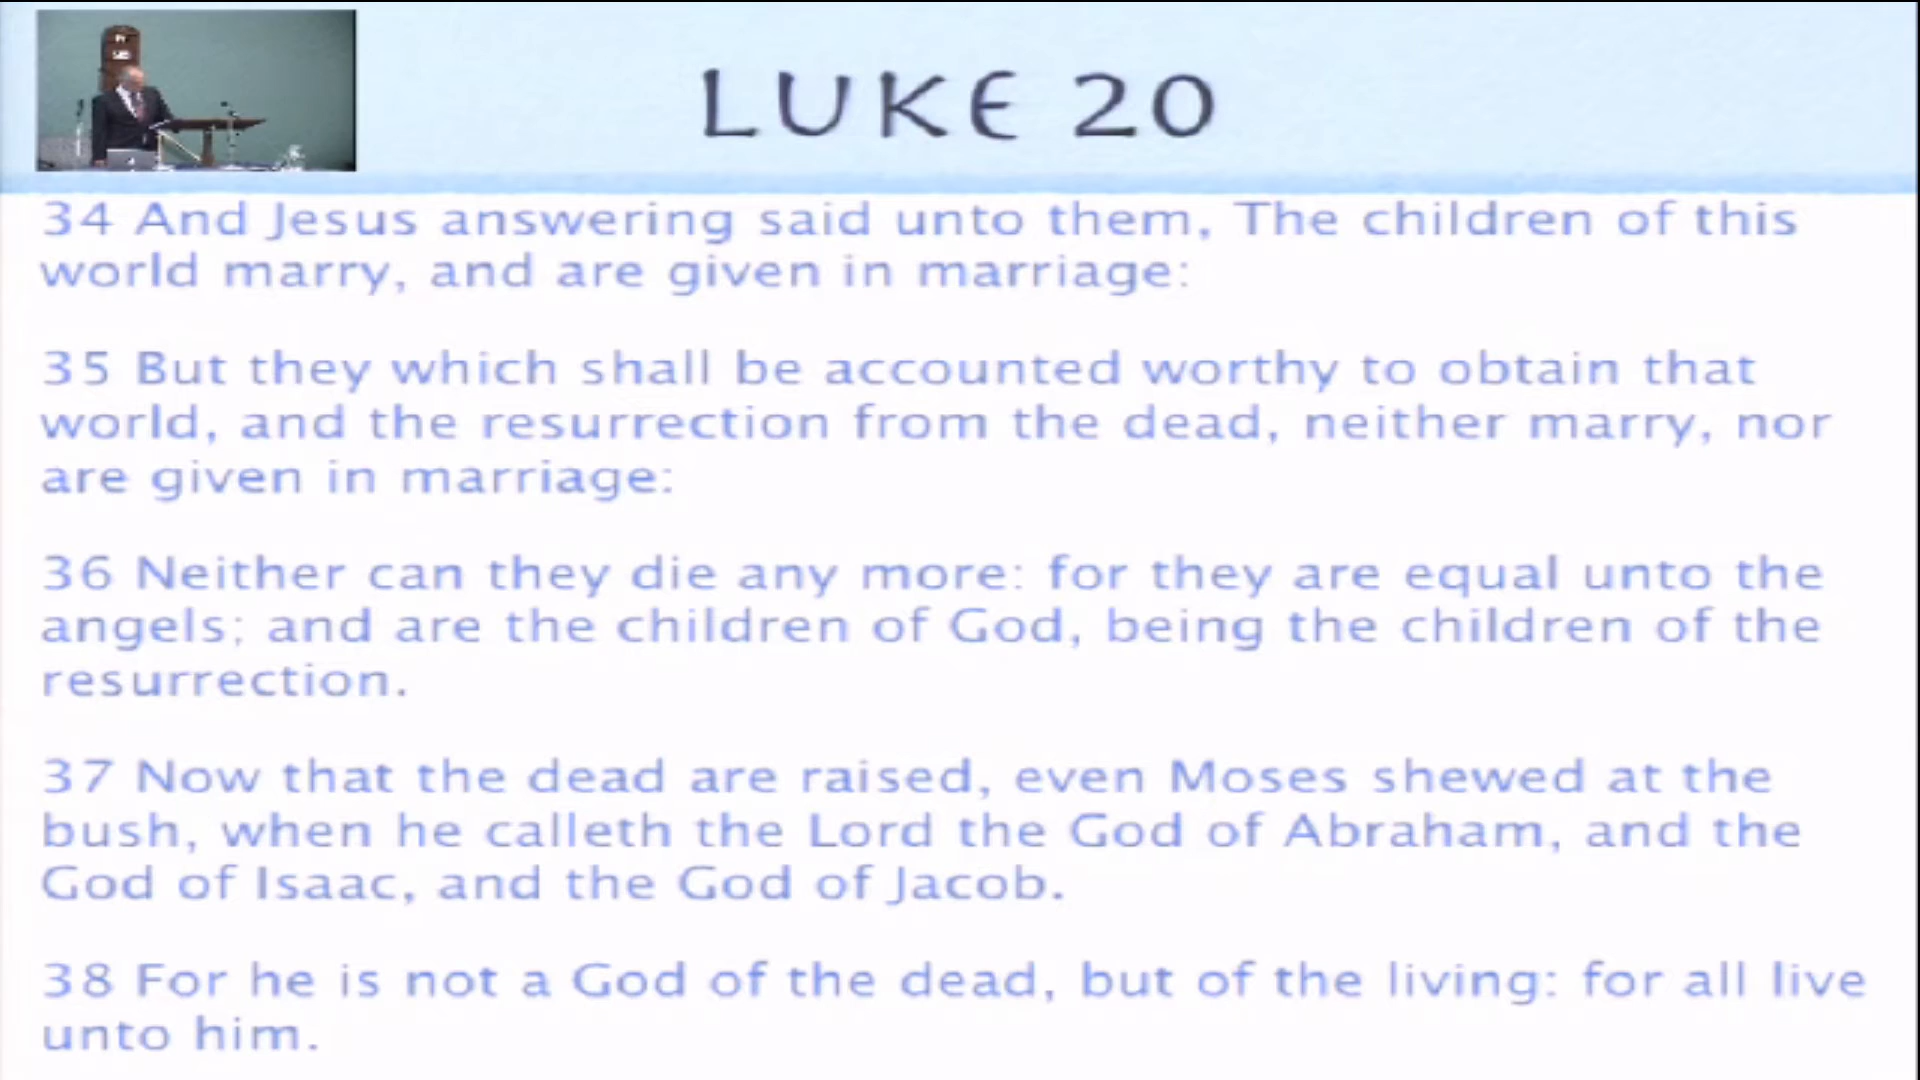 LUKE 20
34 And Jesus answering said unto them, The children of this
world marry, and are given in marriage:
35 But they which shall be accounted worthy to obtain that
world, and the resurrection from the dead, neither marry, nor
are given in marriage:
36 Neither can they die any more: for they are equal unto the
angels; and are the children of God, being the children of the
resurrection.
37 Now that the dead are raised, even Moses shewed at the
bush, when he calleth the Lord the God of Abraham, and the
God of Isaac, and the God of Jacob.
38 For he is not a God of the dead, but of the living: for all live
unto him.